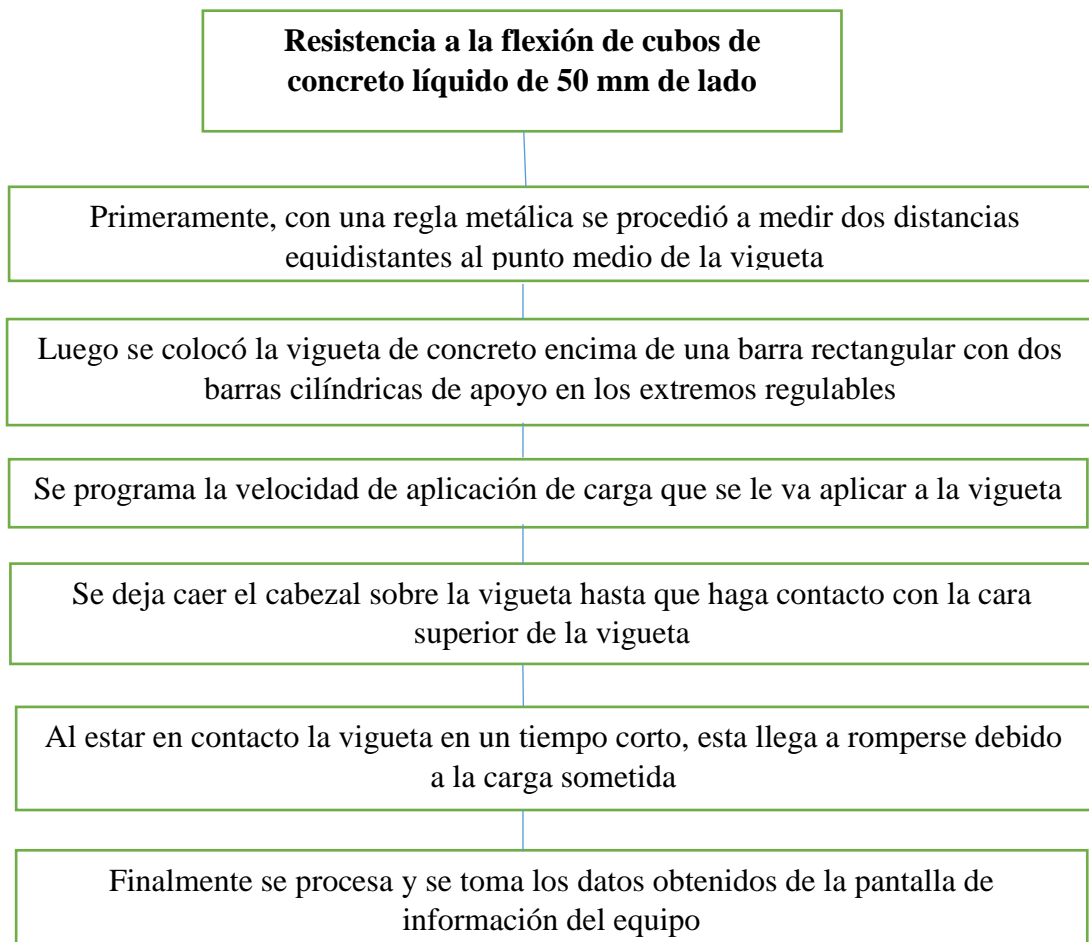 Resistencia a la flexión de cubos de
concreto líquido de 50 mm de lado
Primeramente, con una regla metálica se procedió a medir dos distancias
equidistantes al punto medio de la vigueta
Luego se colocó la vigueta de concreto encima de una barra rectangular con dos
barras cilíndricas de apoyo en los extremos regulables
Se programa la velocidad de aplicación de carga que se le va aplicar a la vigueta
Se deja caer el cabezal sobre la vigueta hasta que haga contacto con la cara
superior de la vigueta
Al estar en contacto la vigueta en un tiempo corto, esta llega a romperse debido
a la carga sometida
Finalmente se procesa y se toma los datos obtenidos de la pantalla de
información del equipo